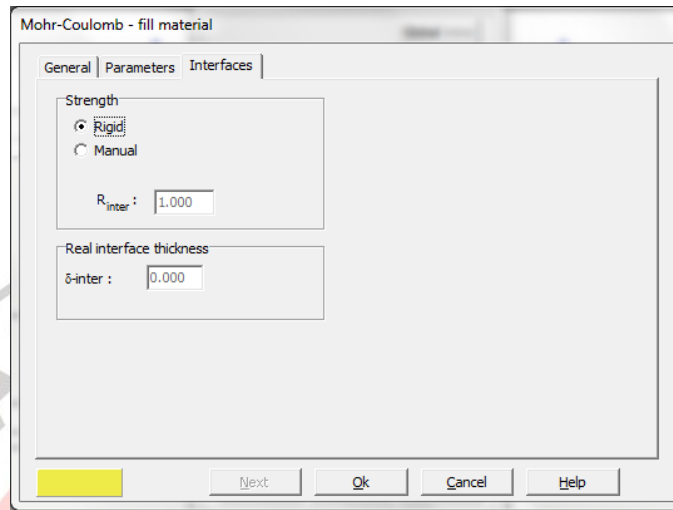 Mohr-Coulomb - fill material
General Parameters Interfaces
Strength
Rigid
Manual
Rinter : 1.000
Real interface thickness
δ-inter : 0.000
Next Ok Cancel Help